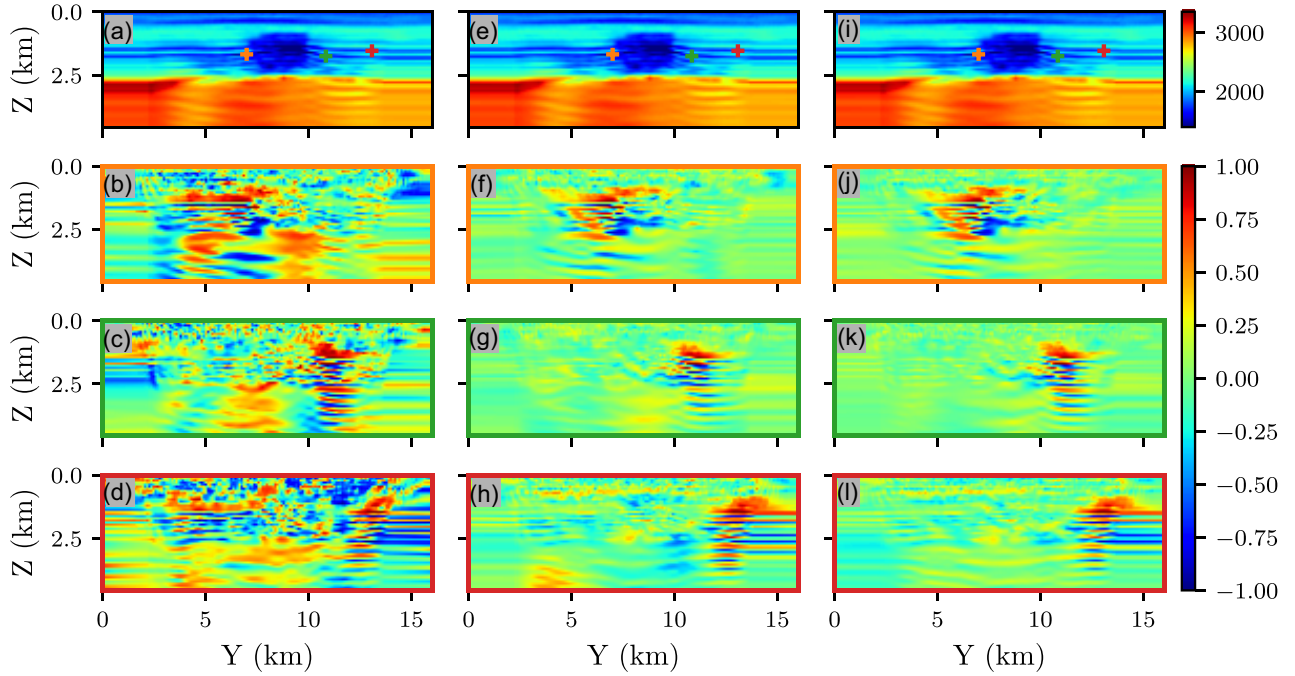 (a) (e) (i)
0.0
2.5
Z (km)
3000
2000
(b) (f) (j)
0.0
2.5
Z (km)
1.00
0.75
0.50
0.25
0.00
−0.25
−0.50
−0.75
−1.00
(c) (g) (k)
0.0
2.5
Z (km)
(d) (h) (l)
0.0
2.5
Z (km)
0 5 10 15 0 5 10 15 0 5 10 15
Y (km) Y (km) Y (km)